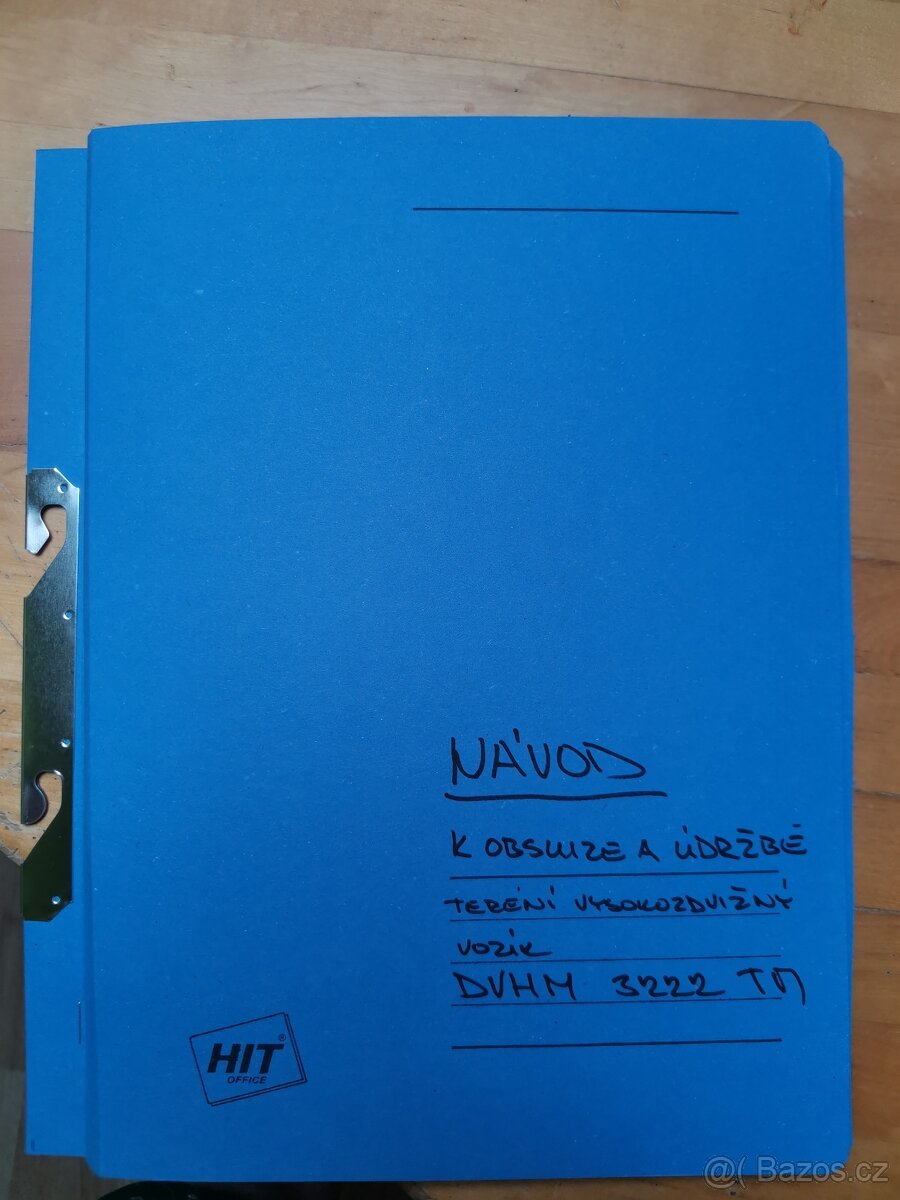 NÁVOD
K OBSLUZE A ÚDRŽBĚ
TERÉNÍ VYSOKOZDVIŽNÝ
VOZÍK
DVHM 3222 TM
HIT®
OFFICE
@( Bazos.cz